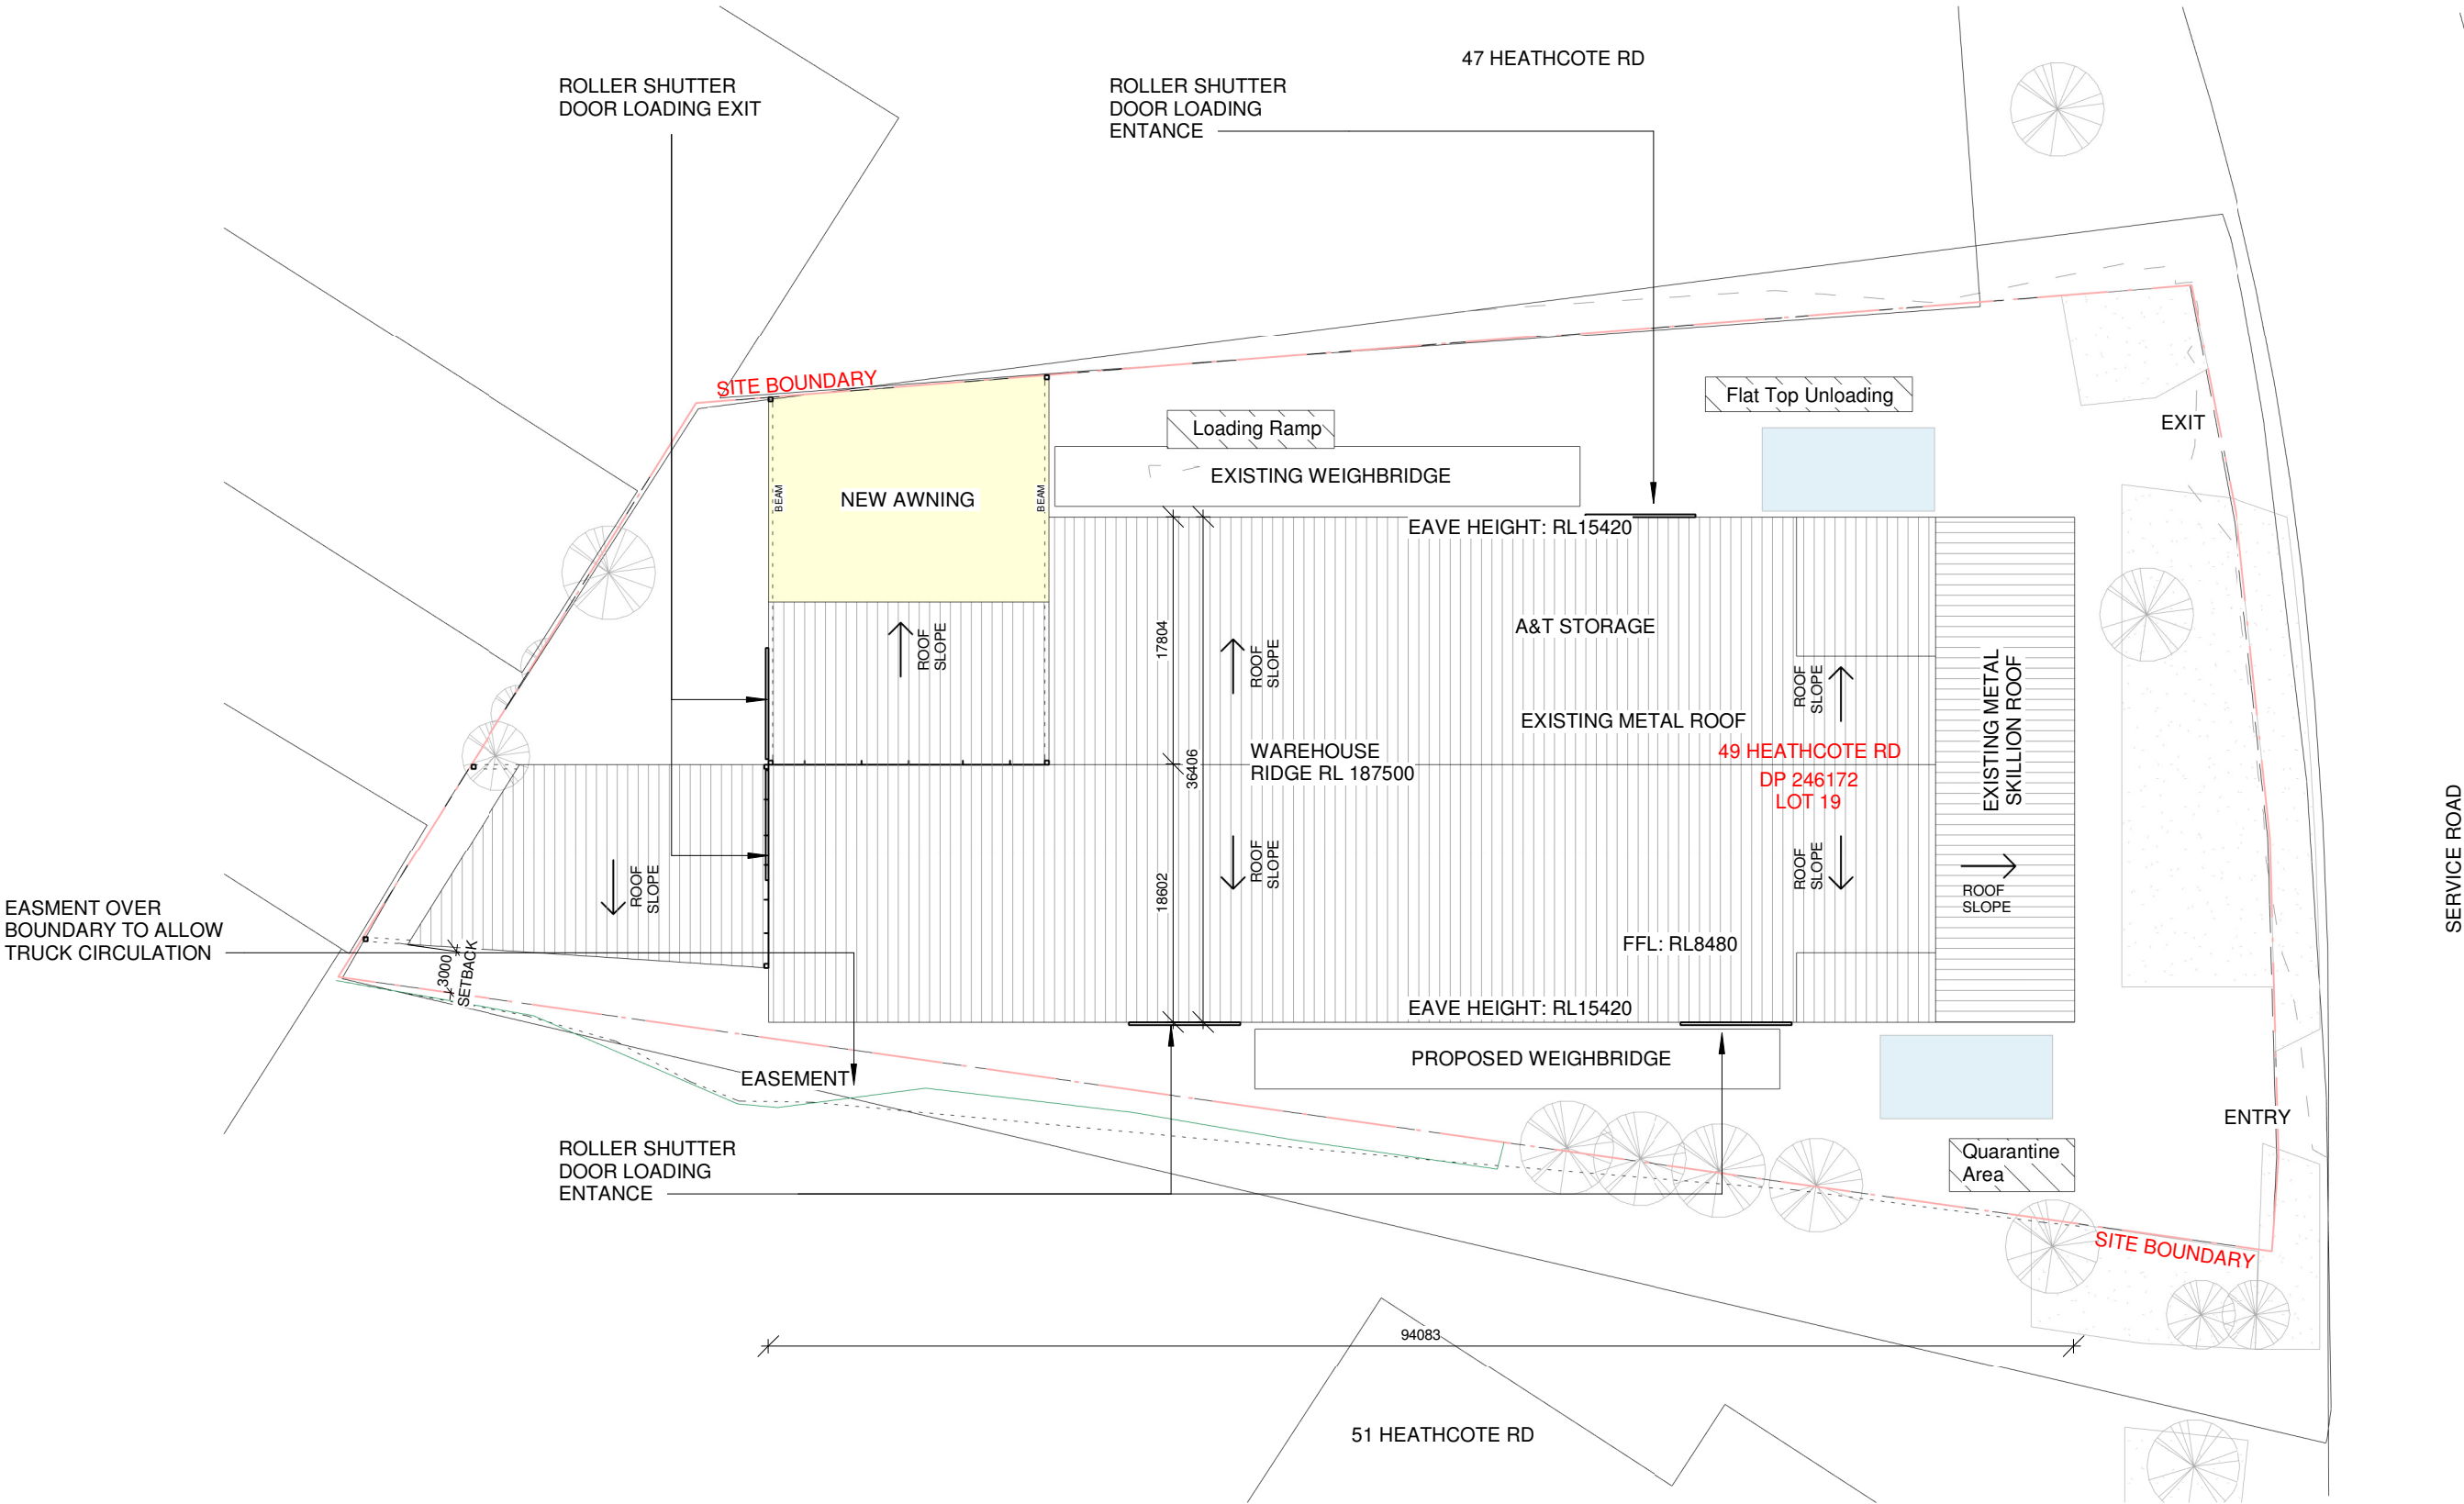 47 HEATHCOTE RD
ROLLER SHUTTER
DOOR LOADING EXIT
ROLLER SHUTTER
DOOR LOADING
ENTANCE
SITE BOUNDARY
Flat Top Unloading
Loading Ramp
EXIT
EXISTING WEIGHBRIDGE
NEW AWNING
BEAM
BEAM
EAVE HEIGHT: RL15420
A&T STORAGE
17804
ROOF
SLOPE
ROOF
SLOPE
ROOF
SLOPE
EXISTING METAL
SKILLION ROOF
EXISTING METAL ROOF
WAREHOUSE
RIDGE RL 187500
36406
49 HEATHCOTE RD
DP 246172
LOT 19
SERVICE ROAD
18602
ROOF
SLOPE
ROOF
SLOPE
ROOF
SLOPE
ROOF
SLOPE
EASMENT OVER
BOUNDARY TO ALLOW
TRUCK CIRCULATION
3000
SETBACK
FFL: RL8480
EAVE HEIGHT: RL15420
PROPOSED WEIGHBRIDGE
EASEMENT
ENTRY
ROLLER SHUTTER
DOOR LOADING
ENTANCE
Quarantine
Area
SITE BOUNDARY
94083
51 HEATHCOTE RD